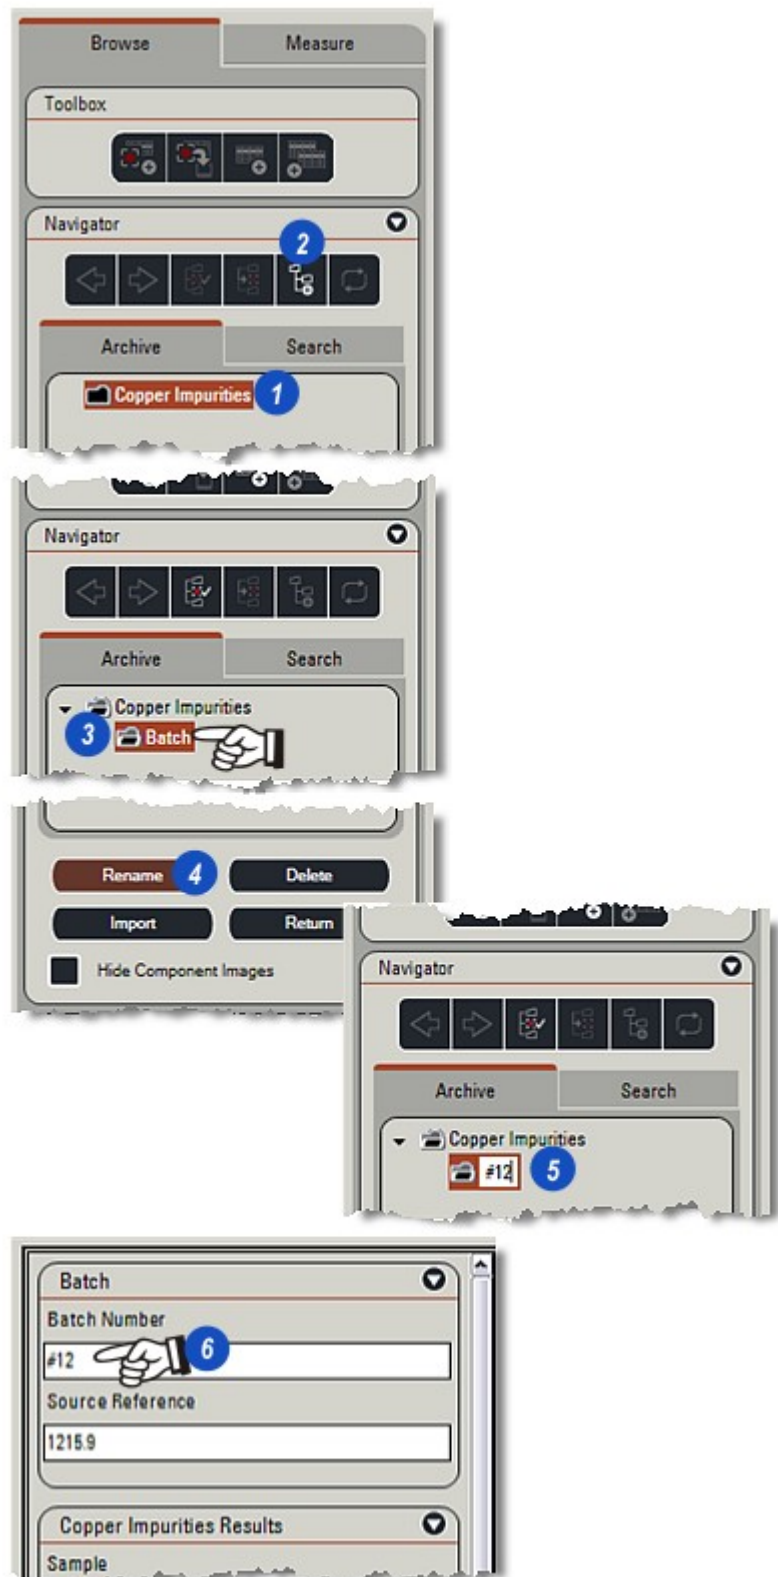 Browse Measure
Toolbox
Navigator
2
Archive Search
Copper Impurities 1
Navigator
Archive Search
Copper Impurities
3 Batch
Rename 4 Delete
Import Return
Hide Component Images
Navigator
Archive Search
Copper Impurities
#12 5
Batch
Batch Number
#12 6
Source Reference
1215.9
Copper Impurities Results
Sample